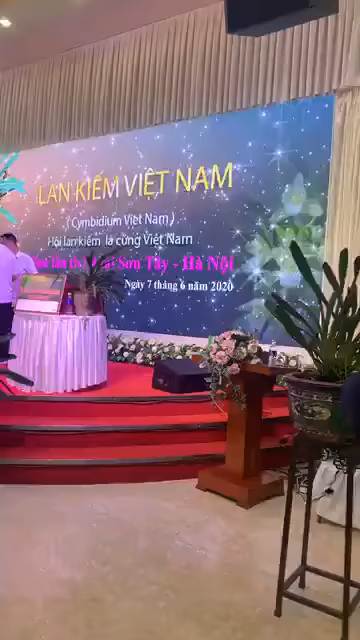 LAN KIẾM VIỆT NAM
( Cymbidium Viet Nam )
Hội lan kiếm lá cứng Việt Nam
Sơn Tây - Hà Nội
Ngày 7 tháng 6 năm 2020